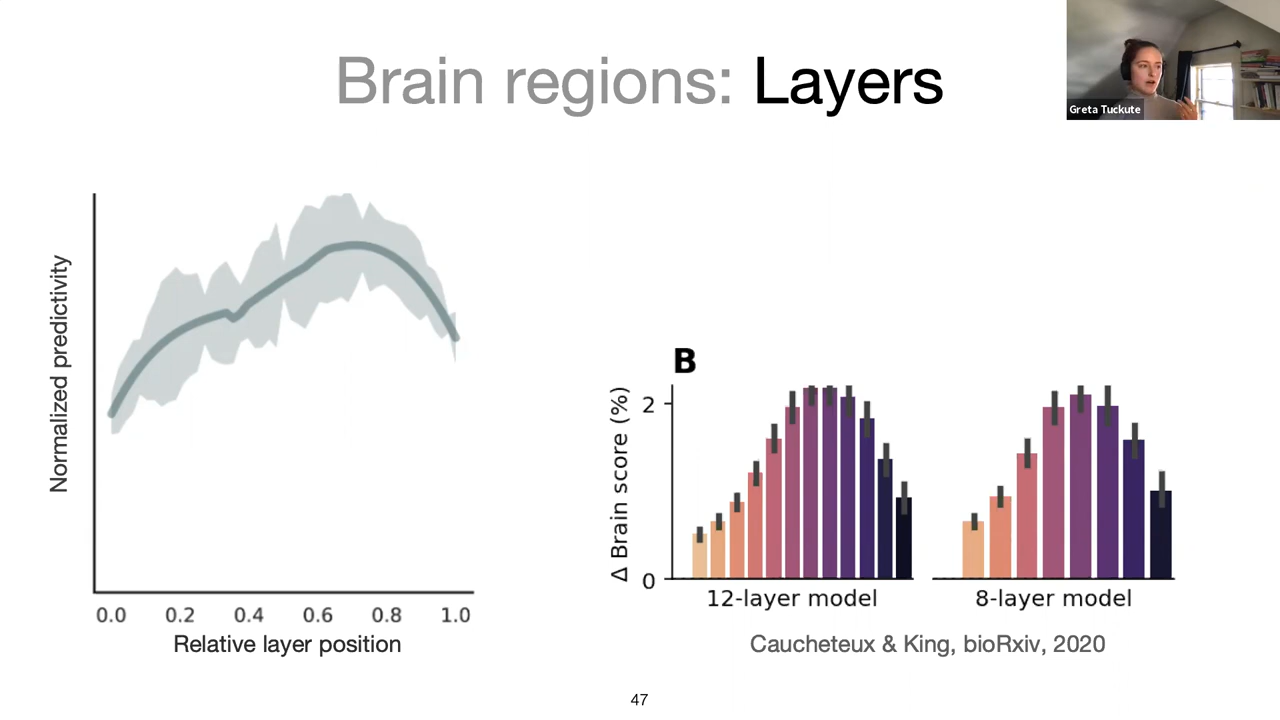 Brain regions: Layers
Greta Tuckute
Normalized predictivity
0.0 0.2 0.4 0.6 0.8 1.0
Relative layer position
B
Δ Brain score (%)
2
0
12-layer model
8-layer model
Caucheteux & King, bioRxiv, 2020
47